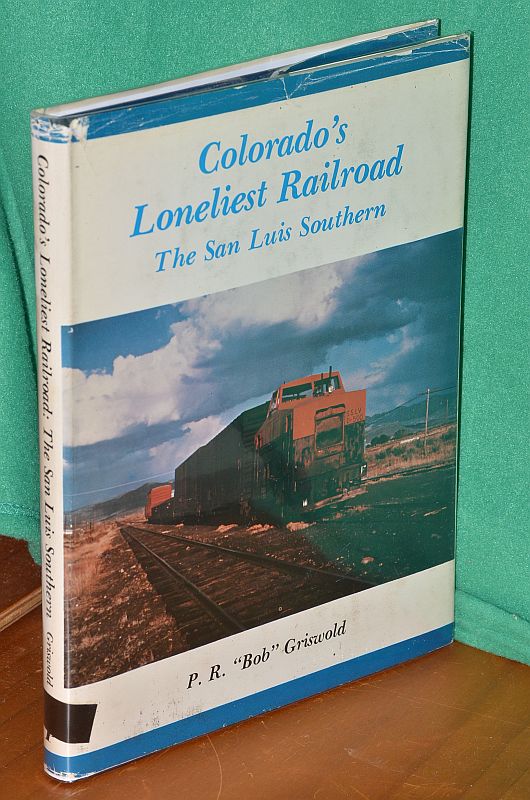 Colorado's
Loneliest Railroad
The San Luis Southern
P. R. "Bob" Griswold
Colorado's Loneliest Railroad: The San Luis Southern Griswold